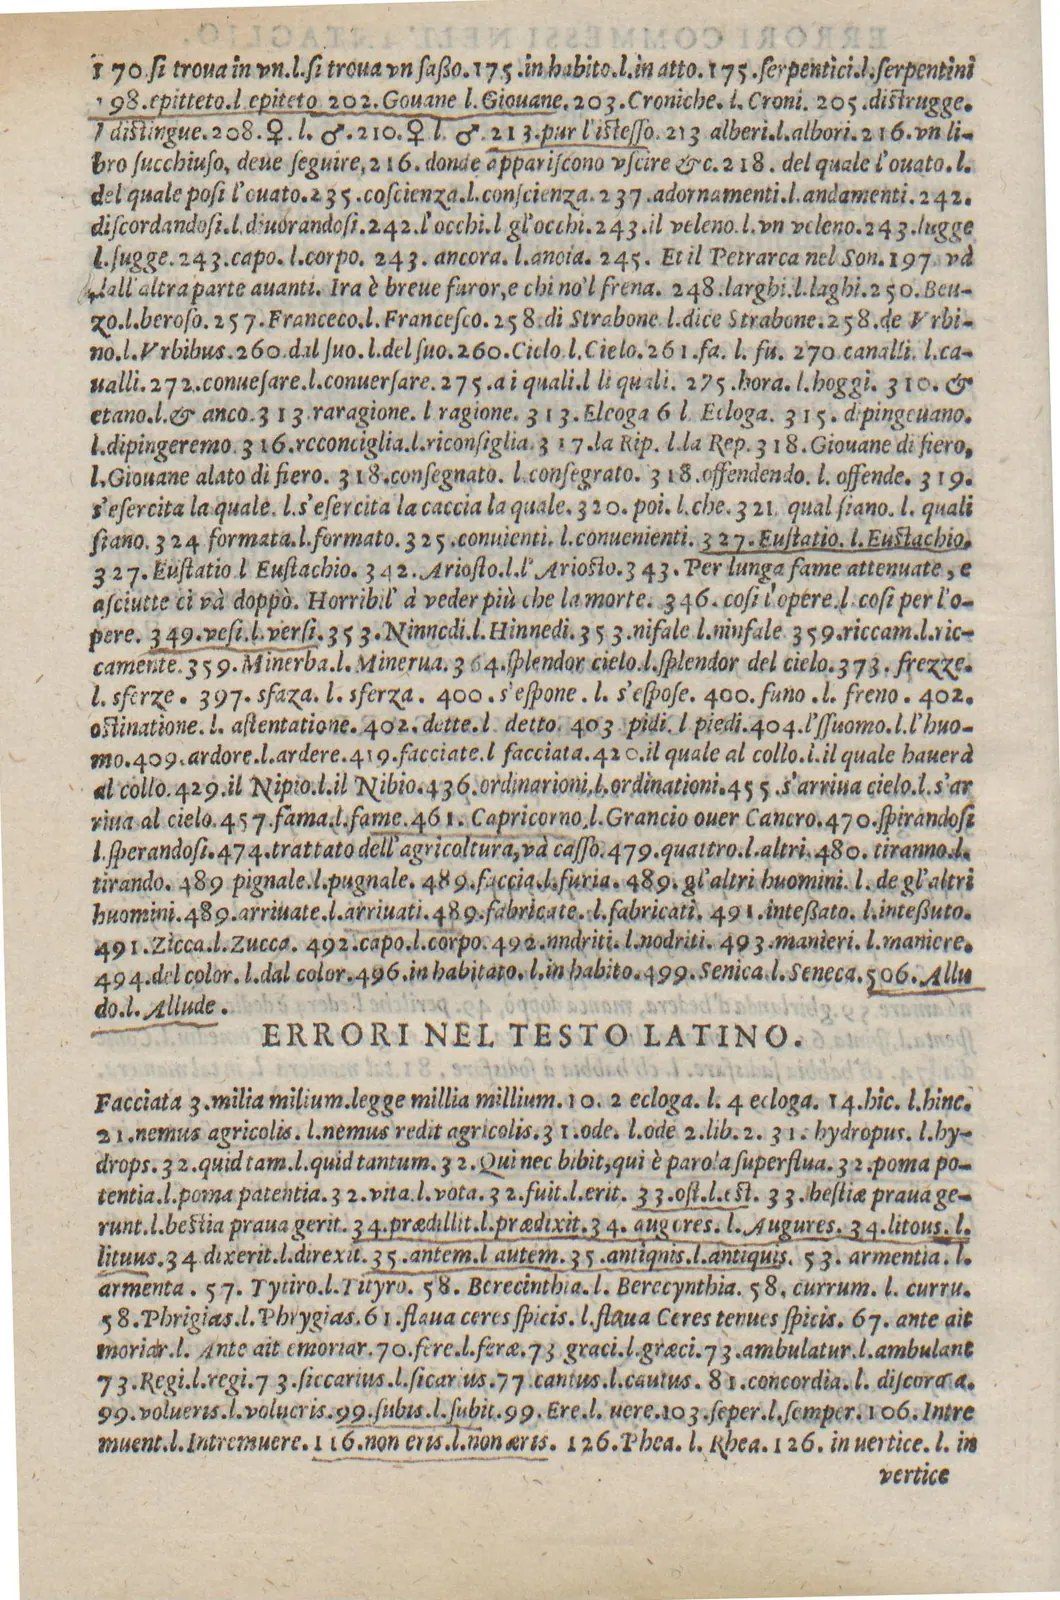 170.ſi troua in vn.l.ſi troua vn ſaßo.175.in habito.l.in atto.175.ſerpentici.l.ſerpentini
198.epitteto.l epiteto 202.Gouane l.Giouane.203.Croniche. l. Croni. 205.diſtrugge.
l diſtingue.208.♀. l. ♂.210.♀ l. ♂. 213.pur l'iſteſſo.213 alberi.l.albori.216.vn li-
bro ſucchiuſo, deue ſeguire,216. donde appariſcono vſcire &c.218. del quale l'ouato.l.
del quale poſi l'ouato.235.coſcienza.l.conſcienza.237.adornamenti.l.andamenti.242.
diſcordandoſi.l.diuorandoſi.242.l'occhi.l gl'occhi.243.il veleno.l.vn veleno.243.lugge
l.ſugge.243.capo.l.corpo. 243. ancora. l.ancia. 245. Et il Petrarca nel Son.197 và
dall'altra parte auanti. Ira è breue furor,e chi no'l frena. 248.larghi.l.laghi.250.Beu-
zo.l.beroſo.257.Franceco.l.Franceſco.258.di Strabone.l.dice Strabone.258.de Vrbi-
no.l.Vrbibus.260.dal ſuo.l.del ſuo.260.Ciclo.l.Cielo.261.fa. l. fu. 270.canalli. l.ca-
ualli.272.conueſare.l.conuerſare. 275.a i quali.l li quali. 275.hora.l.hoggi. 310. &
etano.l.& anco.313.raragione. l ragione. 313.Elcoga 6 l. Ecloga. 315. dipingeuano.
l.dipingeremo.316.rcconciglia.l.riconſiglia.317.la Rip. l.la Rep.318.Giouane di fiero,
l.Giouane alato di fiero. 318.conſegnato. l.conſegrato. 318.offendendo. l. offende. 319.
s'eſercita la quale. l.s'eſercita la caccia la quale.320.poi.l.che.321. qual ſiano. l. quali
ſiano.324 formata.l.formato.325.conuienti. l.conuenienti. 327.Euſtatio.l.Euſtachio.
327.Euſtatio l Euſtachio. 342.Arioſto.l.l'Arioſto.343.Per lunga fame attenuate, e
aſciutte ci và doppò. Horribil' à veder più che la morte. 346.coſi l'opere.l.coſi per l'o-
pere. 349.veſi.l.verſi.353.Ninnedi.l.Hinnedi.353.nifale l.ninfale 359.riccam.l.ric-
camente.359.Minerba.l.Minerua.364.ſplendor cielo.l.ſplendor del cielo.373. frezze.
l. sferze. 397. sfaza. l. sferza. 400. s'eſpone. l. s'eſpoſe. 400. funo. l. freno. 402.
oſtinatione. l. aſtentatione.402.dette.l detto. 403 pidi. l piedi.404.l'ſſuomo.l.l'huo-
mo.409.ardore.l.ardere.419.facciate.l facciata.420.il quale al collo.l.il quale hauerà
al collo.429.il Nipio.l.il Nibio.436.ordinarioni,l.ordinationi.455.s'arriua cielo.l.s'ar
riua al cielo.457.fama.l.fame.461. Capricorno,l.Grancio ouer Cancro.470.ſpirandoſi
l.ſperandoſi.474.trattato dell'agricoltura,và caſſo.479.quattro.l.altri.480. tiranno.l.
tirando. 489 pignale.l.pugnale. 489.faccia.l.furia. 489.gl'altri huomini. l. de gl'altri
huomini.489.arriuate.l.arriuati.489.fabricate. l.fabricati. 491.inteßato. l.inteßuto.
491.Zicca.l.Zucca. 492.capo.l.corpo.492.nndriti. l.nodriti. 493.manieri. l.maniere.
494.del color. l.dal color.496.in habitato. l.in habito.499.Senica l. Seneca.506.Allu
do.l.Allude.
ERRORI NEL TESTO LATINO.
Facciata 3.milia milium.legge millia millium.10. 2 ecloga. l. 4 ecloga. 14.hic. l.hinc.
21.nemus agricolis. l.nemus redit agricolis.31.ode. l.ode 2.lib.2. 31. hydropus. l.hy-
drops.32.quid tam.l.quid tantum.32.Qui nec bibit,qui è parola ſuperflua.32.poma po-
tentia.l.poma patentia.32.vita.l.vota.32.fuit.l.erit. 33.oſt.l.eſt. 33.beſtiæ praua ge-
runt.l.beſtia praua gerit. 34.prædillit.l.prædixit.34. augeres. l. Augures. 34.litous. l.
lituus.34 dixerit.l.direxit.35.antem.l autem.35.antiqnis.l.antiquis. 53. armentia. l.
armenta. 57. Tytiro.l.Tityro. 58. Berecinthia.l. Berecynthia. 58. currum. l. curru.
58.Phrigias.l.Phrygias.61.flaua ceres ſpicis. l.flaua Ceres tenues ſpicis. 67. ante ait
moriar.l. Ante ait emoriar.70.fere.l.feræ.73 graci.l.græci.73.ambulatur.l.ambulant
73.Regi.l.regi.73.ſiccarius.l.ſicarius.77.cantus.l.cautus. 81.concordia. l. diſcordia.
99.volueris.l.volucris.99.ſubis.l.ſubit.99.Ere.l.uere.103.ſeper.l.ſemper.106.Intre
muent.l.Intremuere.116.non eris.l.non æris. 126.Phea. l. Rhea.126. in uertice. l. in
vertice